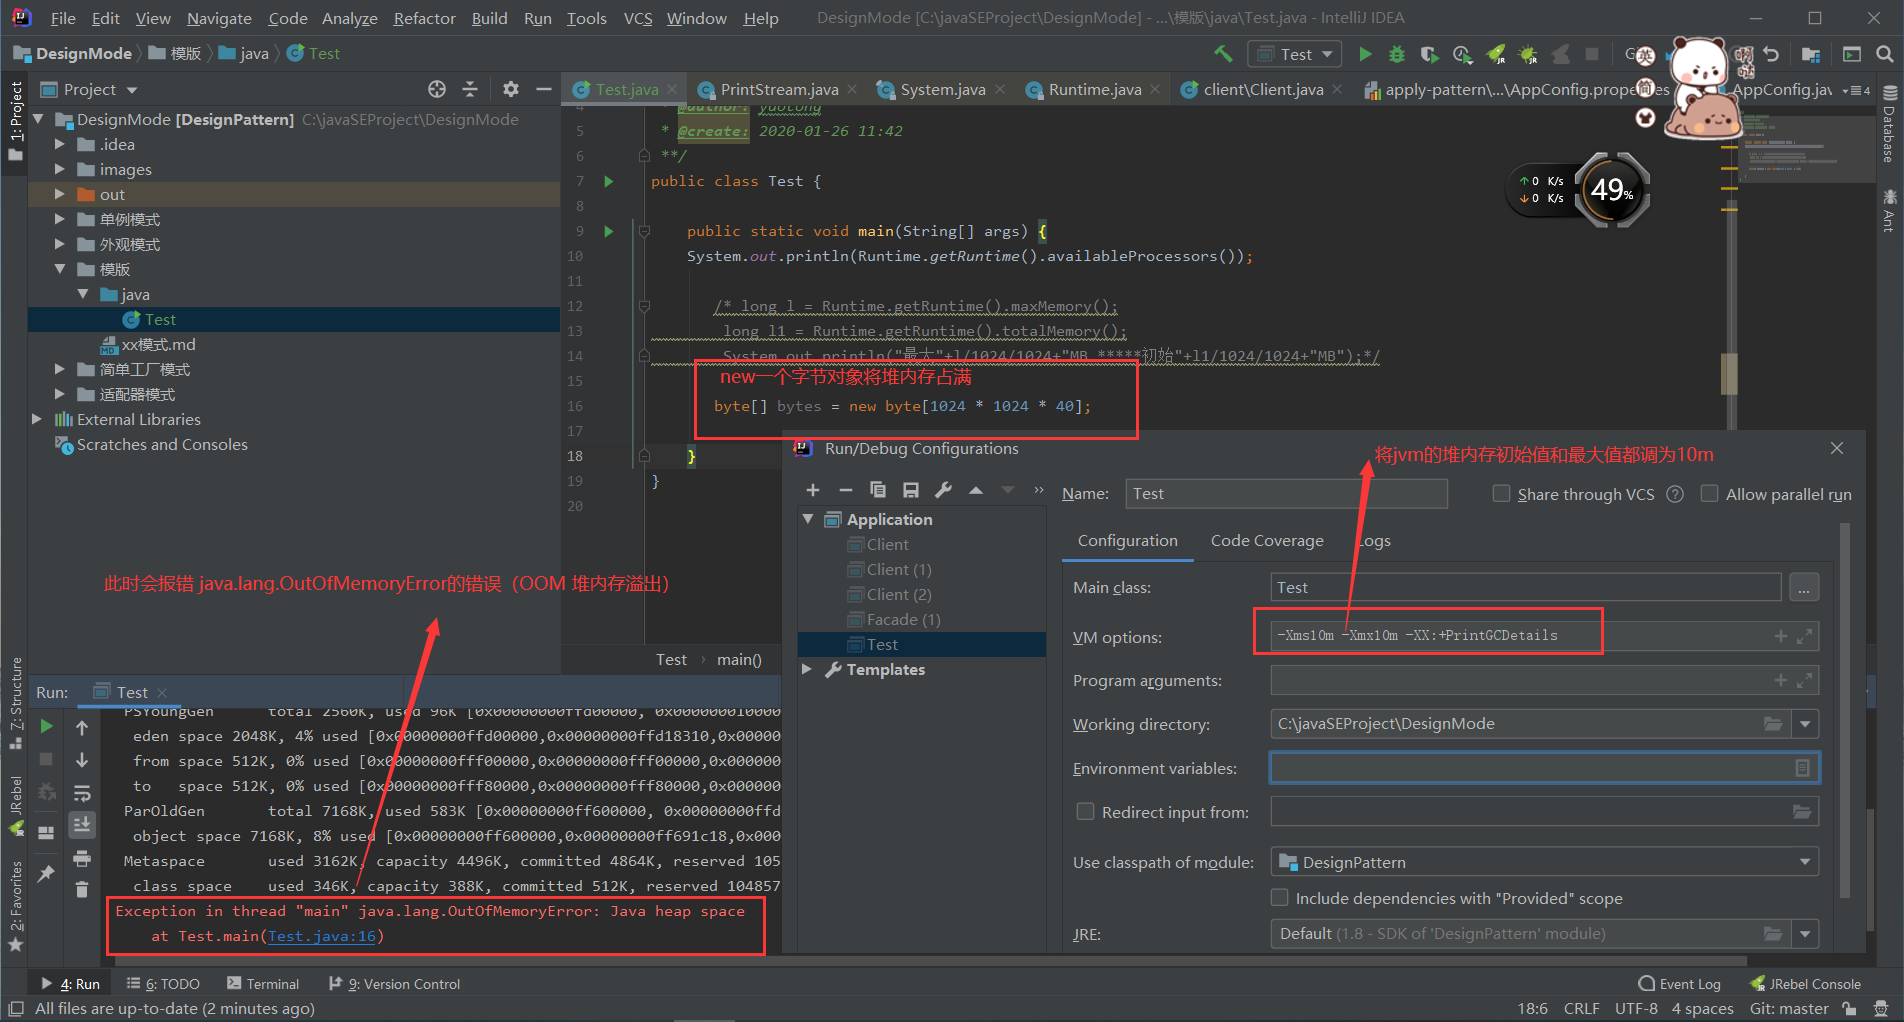 File Edit View Navigate Code Analyze Refactor Build Run Tools VCS Window Help DesignMode [C:\javaSEProject\DesignMode] - ...\模版\java\Test.java - IntelliJ IDEA
DesignMode 模版 java Test
Test
英
简
Project
Test.java PrintStream.java System.java Runtime.java client\Client.java apply-pattern\...\AppConfig.properties AppConfig.jav
1: Project
DesignMode [DesignPattern] C:\javaSEProject\DesignMode
.idea
images
out
单例模式
外观模式
模版
java
Test
xx模式.md
简单工厂模式
适配器模式
External Libraries
Scratches and Consoles
4 * @author: yuotong
5 * @create: 2020-01-26 11:42
6 **/
7 public class Test {
8
9 public static void main(String[] args) {
10 System.out.println(Runtime.getRuntime().availableProcessors());
11
12 /* long l = Runtime.getRuntime().maxMemory();
13 long l1 = Runtime.getRuntime().totalMemory();
14 System.out.println("最大"+l/1024/1024+"MB *****初始"+l1/1024/1024+"MB");*/
15 new一个字节对象将堆内存占满
16 byte[] bytes = new byte[1024 * 1024 * 40];
17
18 }
19 }
20
Test › main()
Database
Ant
0 K/s
0 K/s
49%
此时会报错 java.lang.OutOfMemoryError的错误（OOM 堆内存溢出）
Run/Debug Configurations
将jvm的堆内存初始值和最大值都调为10m
Name: Test Share through VCS Allow parallel run
Application
Client
Client (1)
Client (2)
Facade (1)
Test
Templates
Configuration Code Coverage Logs
Main class: Test ...
VM options: -Xms10m -Xmx10m -XX:+PrintGCDetails
Program arguments:
Working directory: C:\javaSEProject\DesignMode
Environment variables:
Redirect input from:
Use classpath of module: DesignPattern
Include dependencies with "Provided" scope
JRE: Default (1.8 - SDK of 'DesignPattern' module)
Z: Structure
JRebel
2: Favorites
Run: Test
PSYoungGen total 2560K, used 96K [0x00000000ffd00000, 0x0000000010000
eden space 2048K, 4% used [0x00000000ffd00000,0x00000000ffd18310,0x00000
from space 512K, 0% used [0x00000000fff00000,0x00000000fff00000,0x000000
to space 512K, 0% used [0x00000000fff80000,0x00000000fff80000,0x000000
ParOldGen total 7168K, used 583K [0x00000000ff600000, 0x00000000ffd
object space 7168K, 8% used [0x00000000ff600000,0x00000000ff691c18,0x000
Metaspace used 3162K, capacity 4496K, committed 4864K, reserved 105
class space used 346K, capacity 388K, committed 512K, reserved 104857
Exception in thread "main" java.lang.OutOfMemoryError: Java heap space
at Test.main(Test.java:16)
4: Run 6: TODO Terminal 9: Version Control Event Log JRebel Console
All files are up-to-date (2 minutes ago) 18:6 CRLF UTF-8 4 spaces Git: master